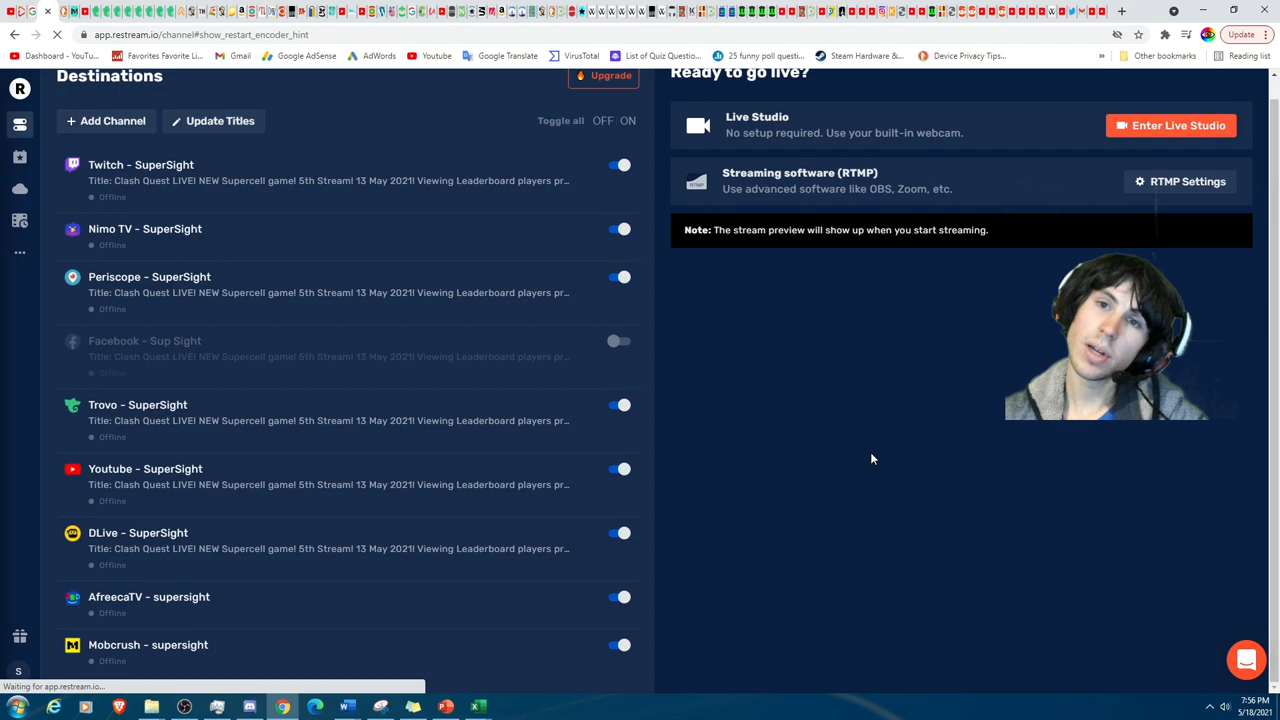 app.restream.io/channel#show_restart_encoder_hint
Update
Dashboard - YouTu...
Favorites Favorite Li...
Gmail
Google AdSense
AdWords
Youtube
Google Translate
VirusTotal
List of Quiz Questio...
25 funny poll questi...
Steam Hardware &...
Device Privacy Tips...
»
Other bookmarks
Reading list
R
Destinations
Upgrade
Ready to go live?
+ Add Channel
Update Titles
Toggle all OFF ON
Live Studio
No setup required. Use your built-in webcam.
Enter Live Studio
Streaming software (RTMP)
Use advanced software like OBS, Zoom, etc.
RTMP
RTMP Settings
Note: The stream preview will show up when you start streaming.
Twitch - SuperSight
Title: Clash Quest LIVE! NEW Supercell game! 5th Stream! 13 May 2021! Viewing Leaderboard players pr...
Offline
Nimo TV - SuperSight
Offline
Periscope - SuperSight
Title: Clash Quest LIVE! NEW Supercell game! 5th Stream! 13 May 2021! Viewing Leaderboard players pr...
Offline
Facebook - Sup Sight
Title: Clash Quest LIVE! NEW Supercell game! 5th Stream! 13 May 2021! Viewing Leaderboard players pr...
Offline
Trovo - SuperSight
Title: Clash Quest LIVE! NEW Supercell game! 5th Stream! 13 May 2021! Viewing Leaderboard players pr...
Offline
Youtube - SuperSight
Title: Clash Quest LIVE! NEW Supercell game! 5th Stream! 13 May 2021! Viewing Leaderboard players pr...
Offline
DLive - SuperSight
Title: Clash Quest LIVE! NEW Supercell game! 5th Stream! 13 May 2021! Viewing Leaderboard players pr...
Offline
AfreecaTV - supersight
Offline
Mobcrush - supersight
Offline
S
Waiting for app.restream.io...
7:56 PM
5/18/2021